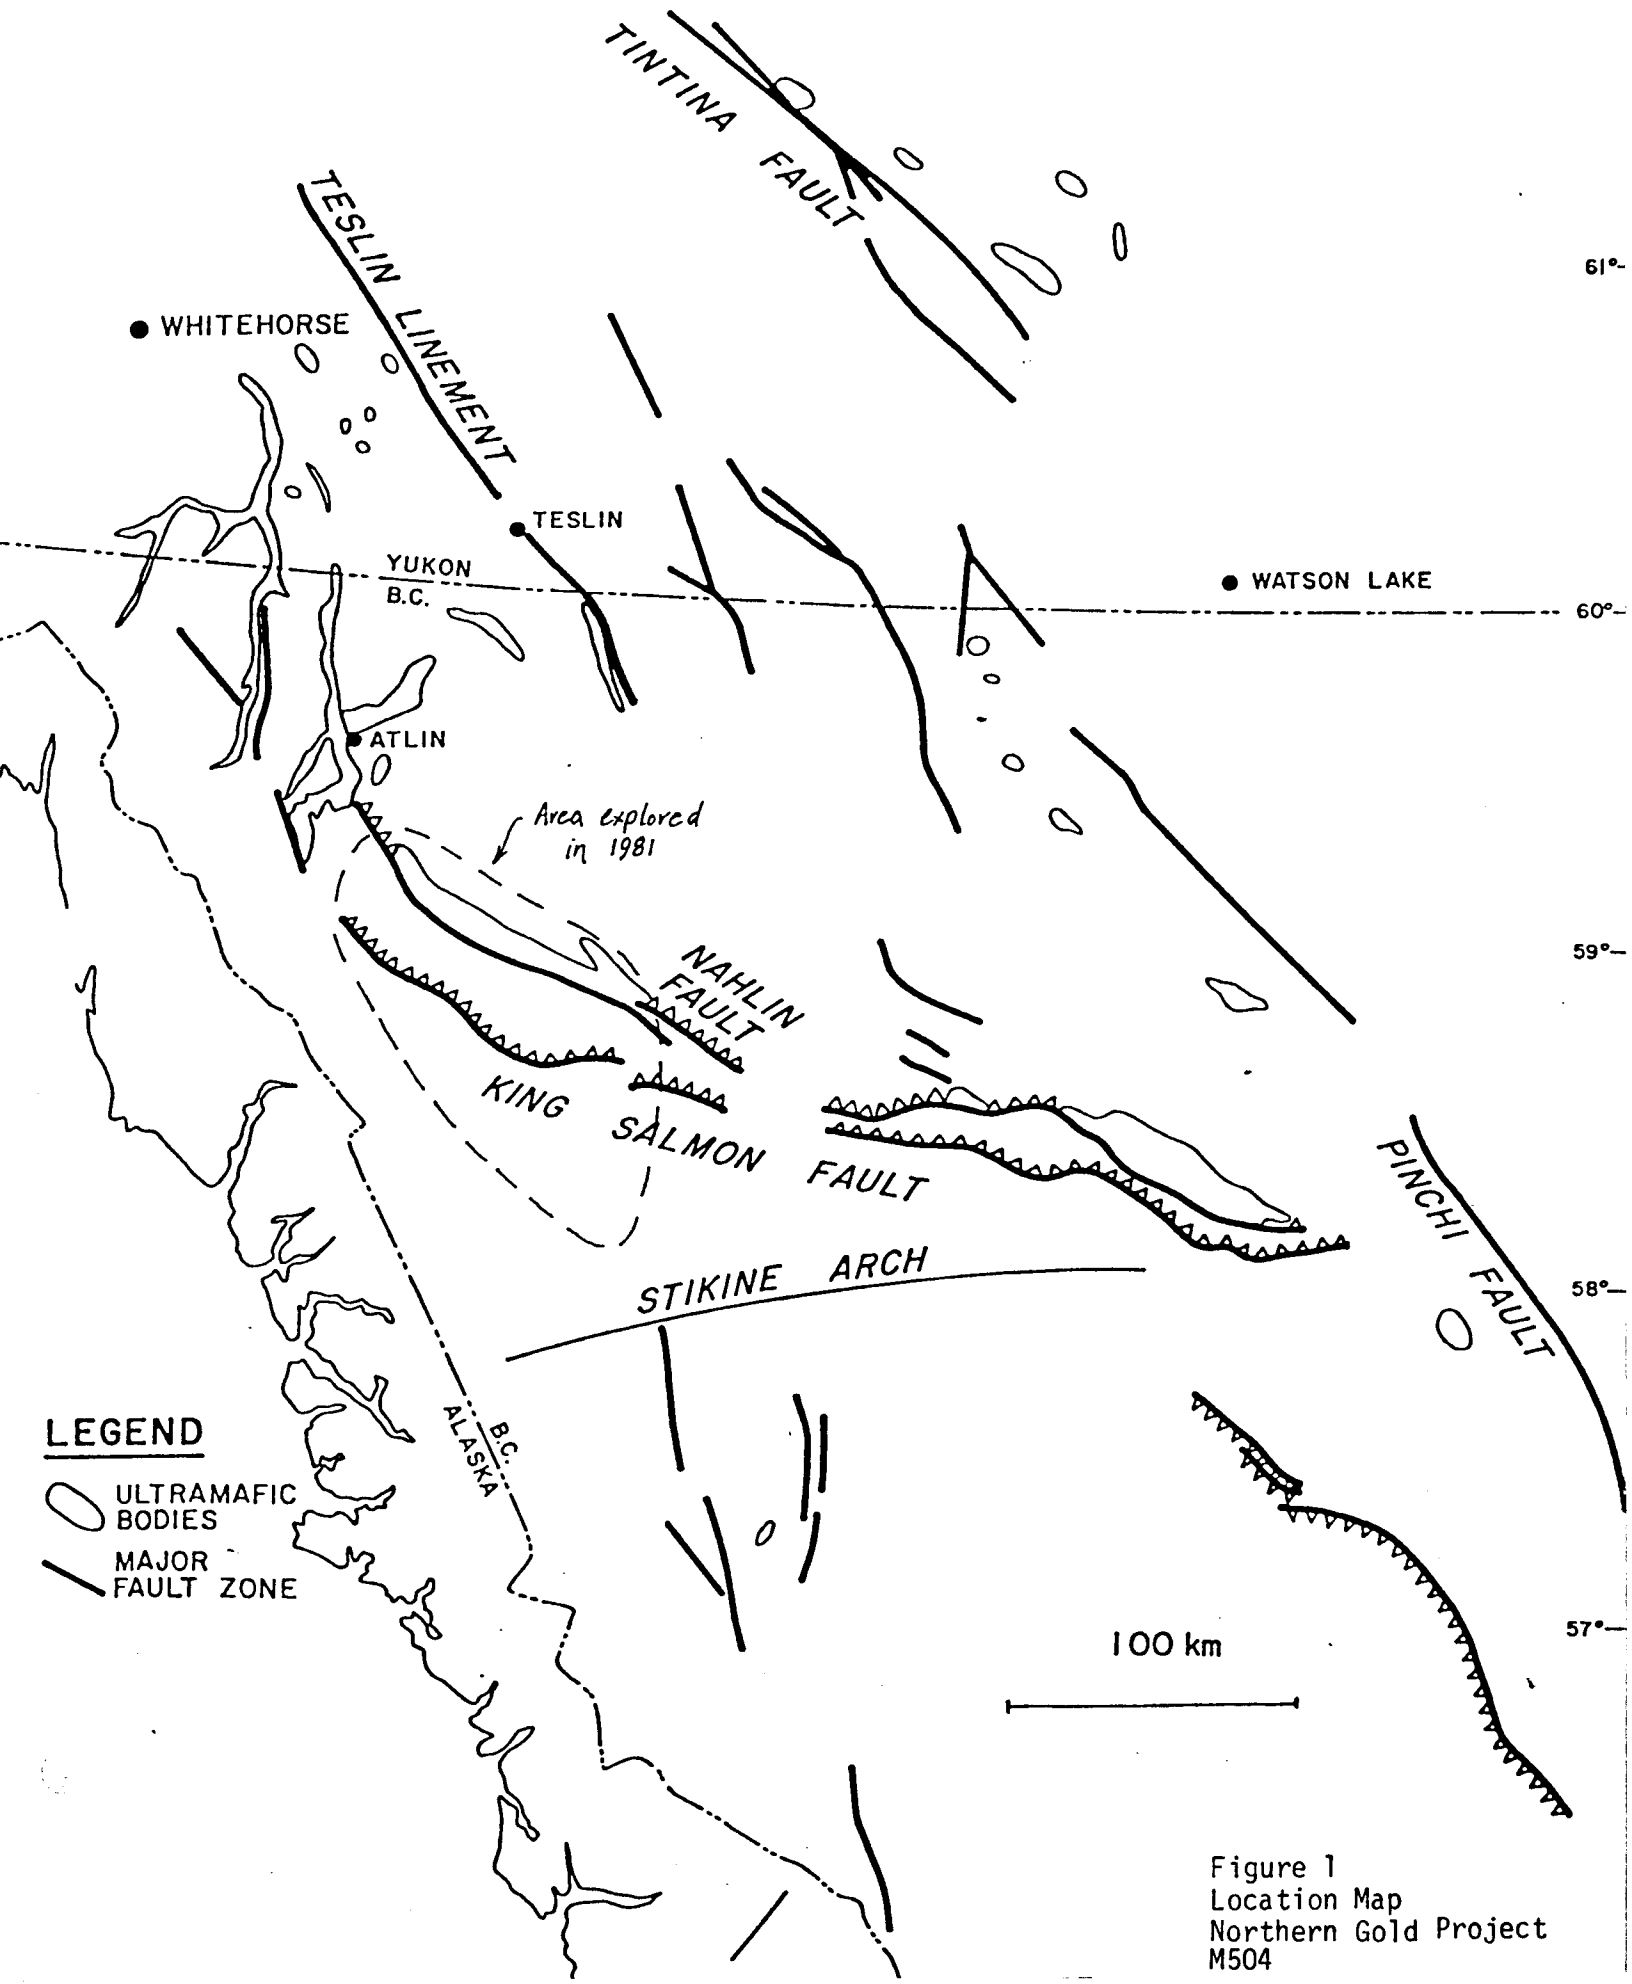 TINTINA FAULT
TESLIN LINEMENT
61°
WHITEHORSE
TESLIN
YUKON
B.C.
WATSON LAKE
60°
ATLIN
Area explored
in 1981
59°
NAHLIN
FAULT
KING SALMON FAULT
PINCHI FAULT
STIKINE ARCH
58°
LEGEND
ULTRAMAFIC
BODIES
MAJOR
FAULT ZONE
B.C.
ALASKA
57°
100 km
Figure 1
Location Map
Northern Gold Project
M504